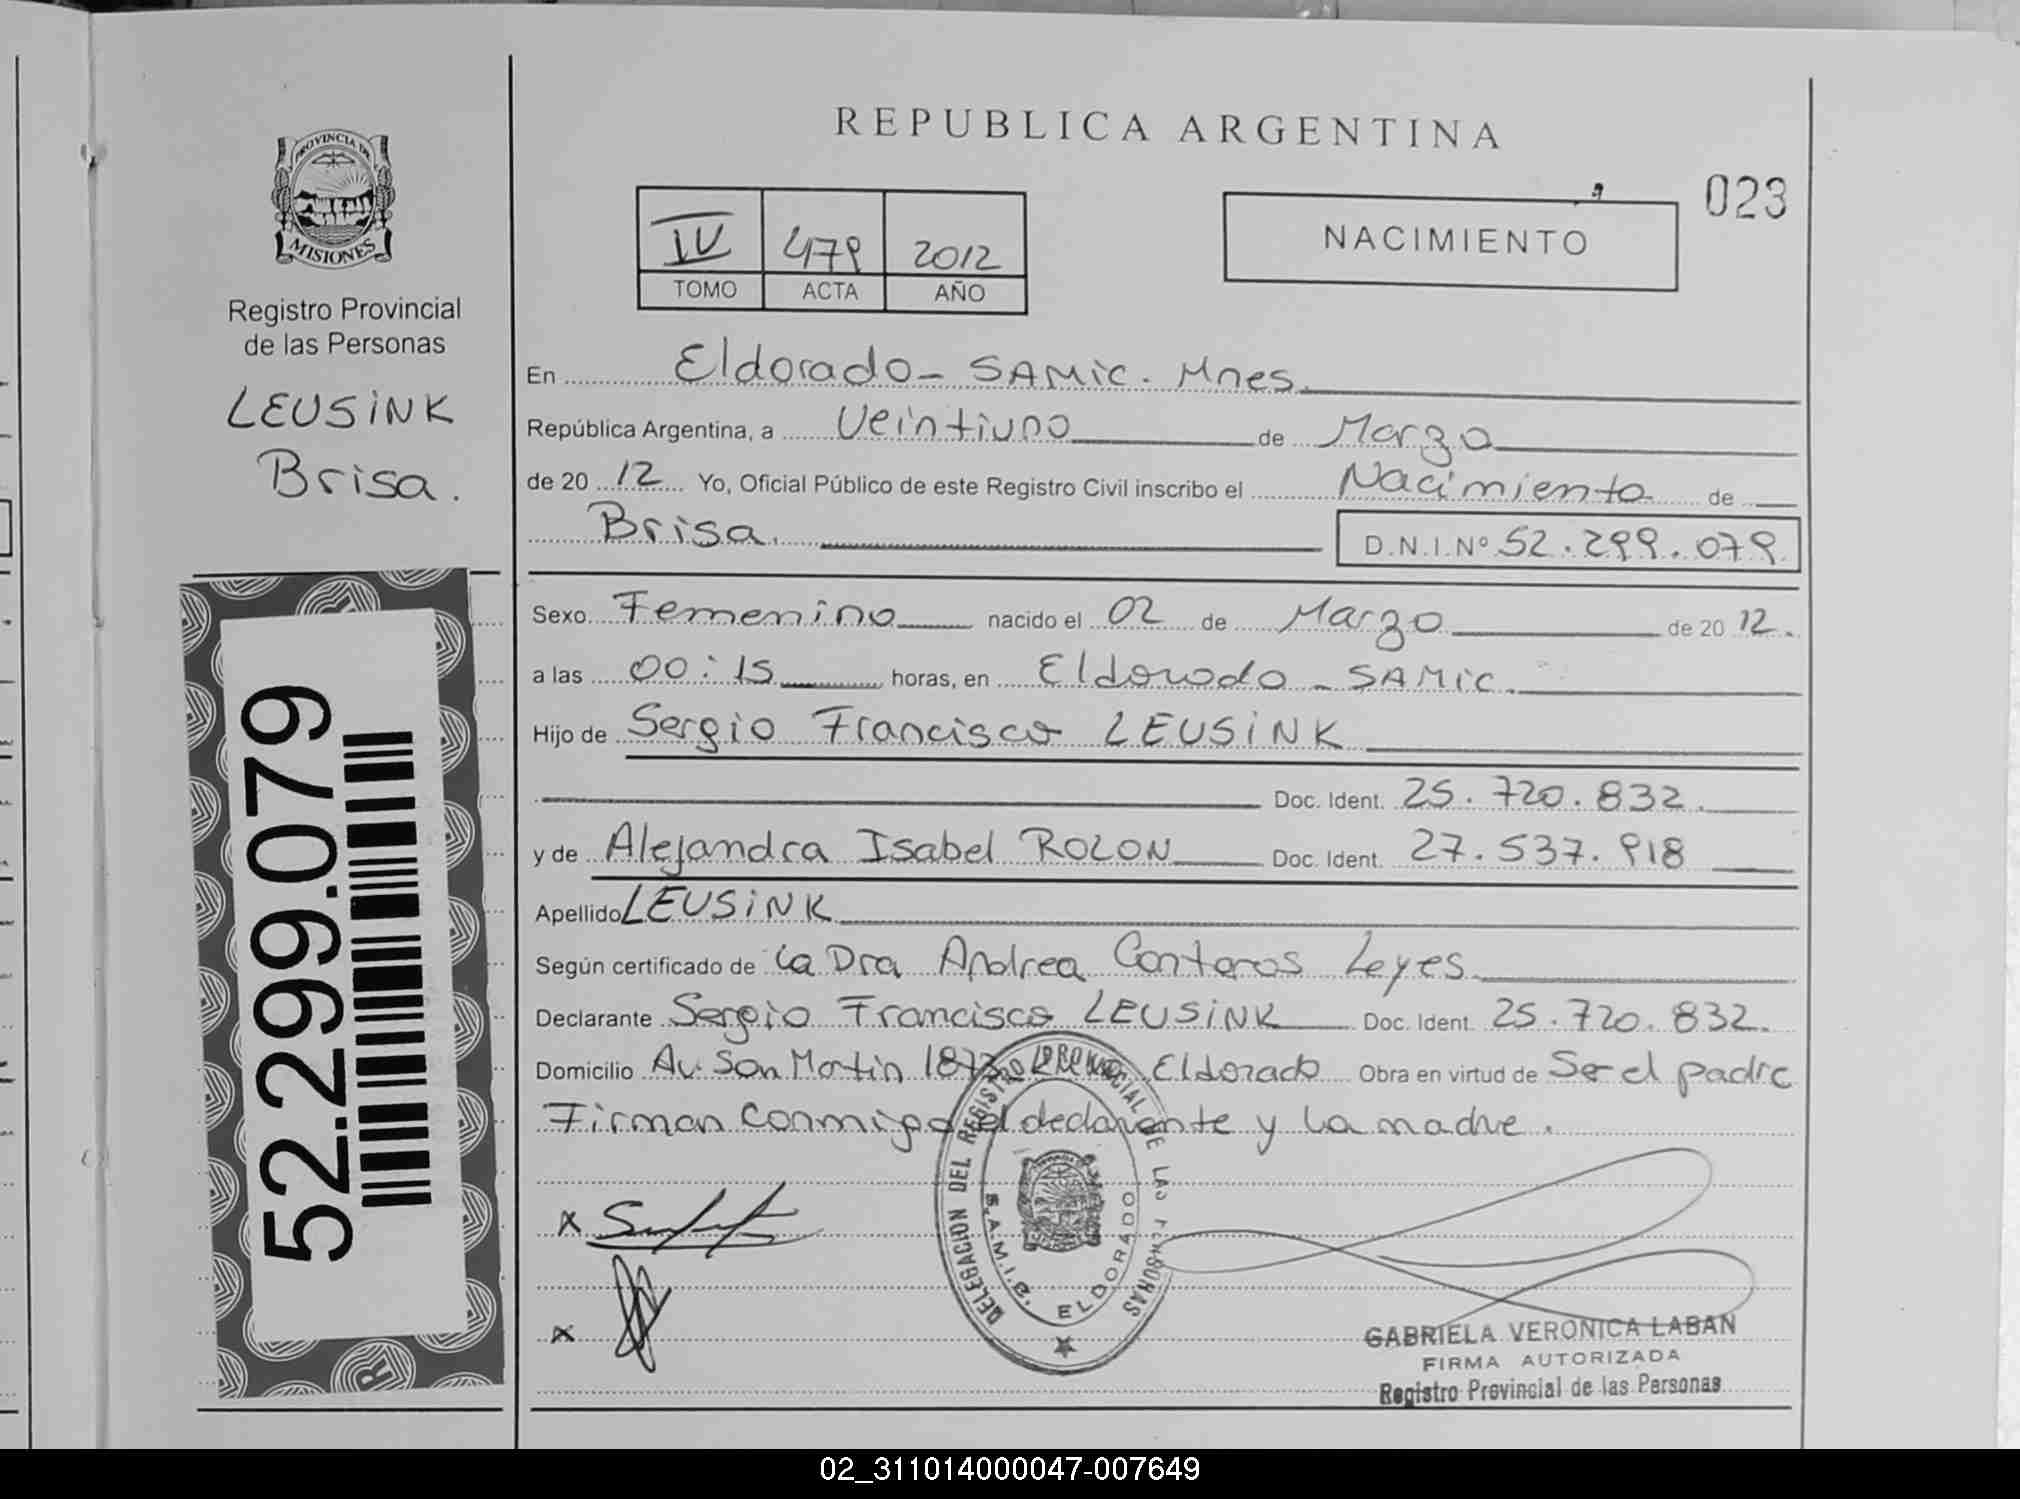 REPUBLICA ARGENTINA
023
PROVINCIA DE
MISIONES
Registro Provincial
de las Personas
LEUSINK
Brisa.
52.299.079
IV 479 2012
TOMO ACTA AÑO
NACIMIENTO
En Eldorado - SAMIC. Mnes.
República Argentina, a Veintiuno de Marzo
de 20 12 Yo, Oficial Público de este Registro Civil inscribo el Nacimiento de
Brisa. D.N.I.Nº 52.299.079
Sexo Femenino nacido el 02 de Marzo de 20 12.
a las 00:15 horas, en Eldorado - SAMIC.
Hijo de Sergio Francisco LEUSINK
Doc. Ident. 25.720.832.
y de Alejandra Isabel ROLON Doc. Ident. 27.537.918
Apellido LEUSINK
Según certificado de la Dra Andrea Conteros Leyes
Declarante Sergio Francisco LEUSINK Doc. Ident. 25.720.832.
Domicilio Av. San Martin Eldorado Obra en virtud de Ser el padre
Firman conmigo el declarante y la madre.
DELEGACION DEL REGISTRO PROVINCIAL DE LAS PERSONAS
S.A.M.I.C. ELDORADO
X
X
GABRIELA VERONICA LABAN
FIRMA AUTORIZADA
Registro Provincial de las Personas
02_311014000047-007649